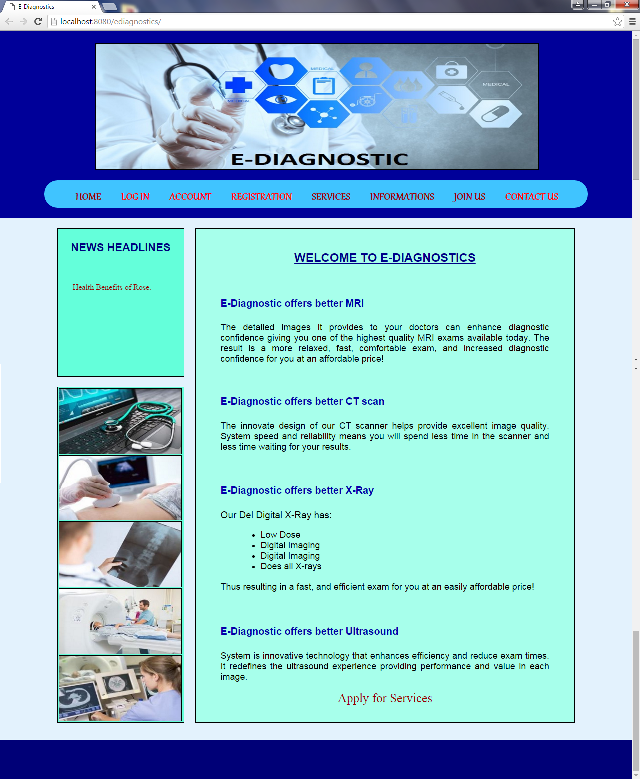 E-Diagnostics
localhost:8080/ediagnostics/
MEDICAL
E-DIAGNOSTIC
HOME LOG IN ACCOUNT REGISTRATION SERVICES INFORMATIONS JOIN US CONTACT US
NEWS HEADLINES
Health Benefits of Rose.
WELCOME TO E-DIAGNOSTICS
E-Diagnostic offers better MRI
The detailed images it provides to your doctors can enhance diagnostic
confidence giving you one of the highest quality MRI exams available today. The
result is a more relaxed, fast, comfortable exam, and increased diagnostic
confidence for you at an affordable price!
E-Diagnostic offers better CT scan
The innovate design of our CT scanner helps provide excellent image quality.
System speed and reliability means you will spend less time in the scanner and
less time waiting for your results.
E-Diagnostic offers better X-Ray
Our Del Digital X-Ray has:
• Low Dose
• Digital Imaging
• Digital Imaging
• Does all X-rays
Thus resulting in a fast, and efficient exam for you at an easily affordable price!
E-Diagnostic offers better Ultrasound
System is innovative technology that enhances efficiency and reduce exam times.
It redefines the ultrasound experience providing performance and value in each
image.
Apply for Services